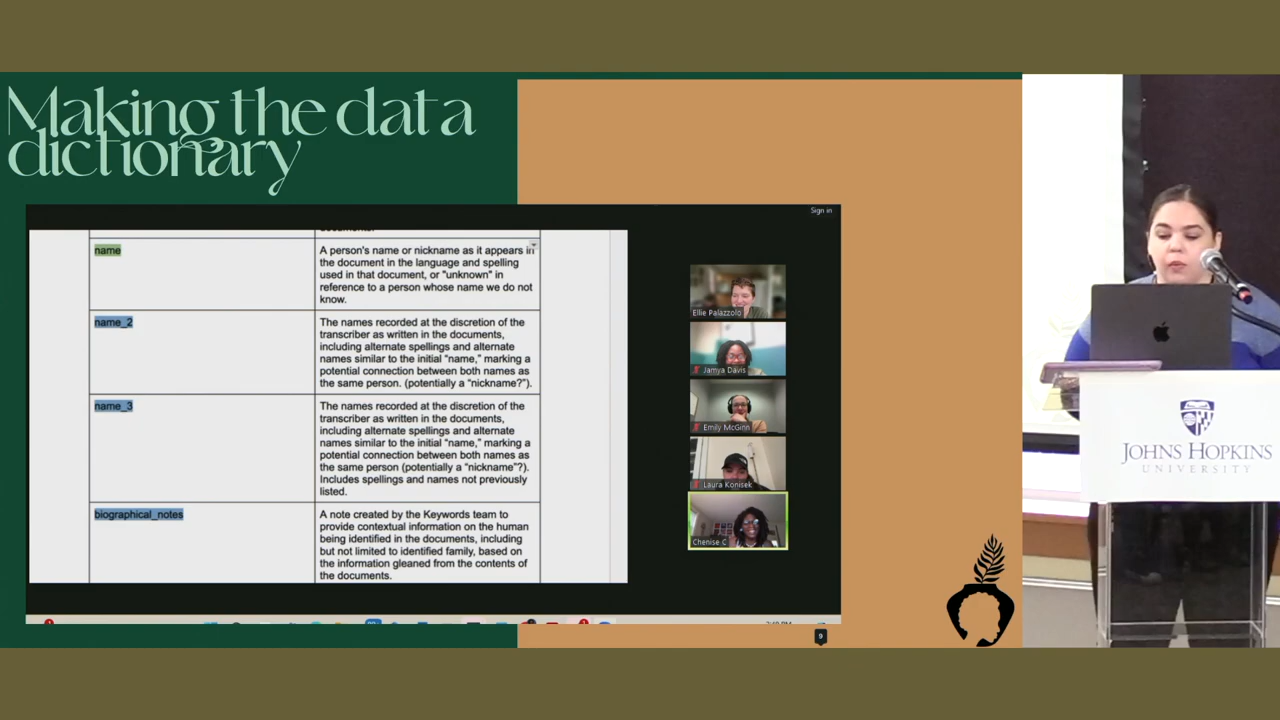 Making the data
dictionary
Sign in
name
A person's name or nickname as it appears in
the document in the language and spelling
used in that document, or "unknown" in
reference to a person whose name we do not
know.
name_2
The names recorded at the discretion of the
transcriber as written in the documents,
including alternate spellings and alternate
names similar to the initial “name,” marking a
potential connection between both names as
the same person. (potentially a “nickname?”).
name_3
The names recorded at the discretion of the
transcriber as written in the documents,
including alternate spellings and alternate
names similar to the initial “name,” marking a
potential connection between both names as
the same person (potentially a “nickname”?).
Includes spellings and names not previously
listed.
biographical_notes
A note created by the Keywords team to
provide contextual information on the human
being identified in the documents, including
but not limited to identified family, based on
the information gleaned from the contents of
the documents.
Ellie Palazzolo
Jamya Davis
Emily McGinn
Laura Konisek
Chenise C
9
JOHNS HOPKINS
UNIVERSITY